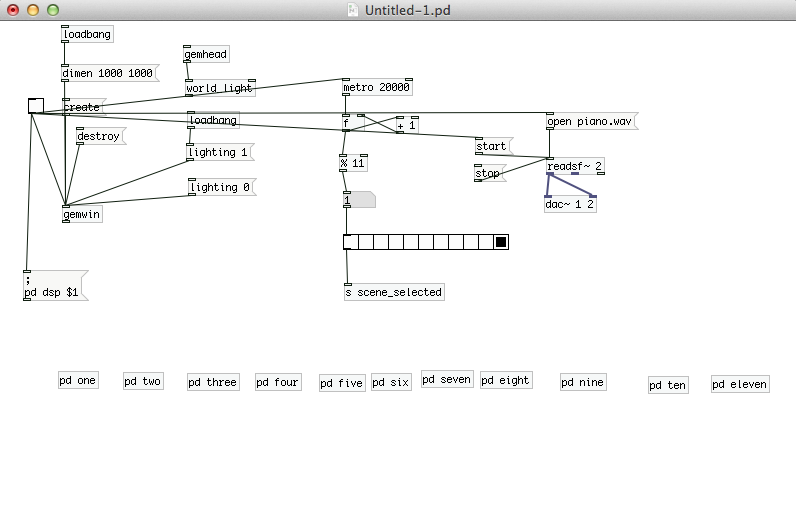 Untitled-1.pd
loadbang
gemhead
dimen 1000 1000
world_light
metro 20000
create
loadbang
f
+ 1
open piano.wav
destroy
start
lighting 1
% 11
readsf~ 2
stop
lighting 0
1
dac~ 1 2
gemwin
;
pd dsp $1
s scene_selected
pd one
pd two
pd three
pd four
pd five
pd six
pd seven
pd eight
pd nine
pd ten
pd eleven